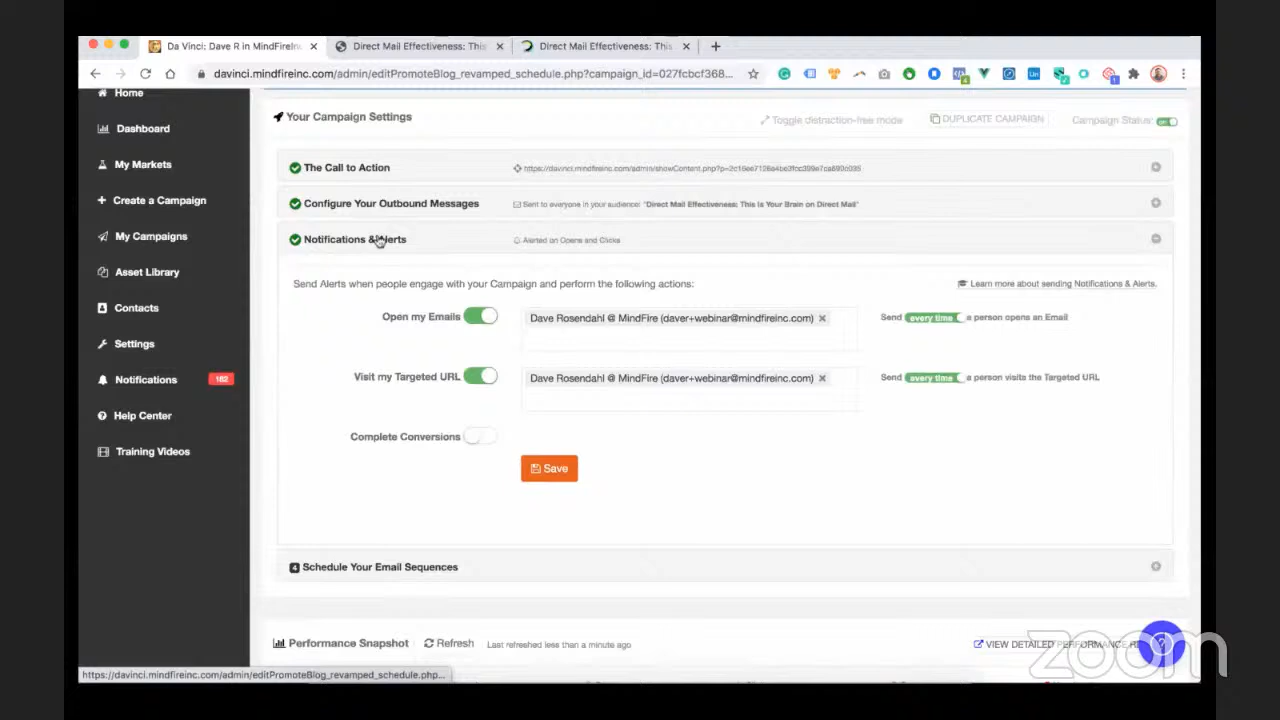 Da Vinci: Dave R in MindFireInc
Direct Mail Effectiveness: This
Direct Mail Effectiveness: This
davinci.mindfireinc.com/admin/editPromoteBlog_revamped_schedule.php?campaign_id=027fcbcf368...
Home
Dashboard
My Markets
Create a Campaign
My Campaigns
Asset Library
Contacts
Settings
Notifications 162
Help Center
Training Videos
Your Campaign Settings
Toggle distraction-free mode
DUPLICATE CAMPAIGN
Campaign Status: ON
The Call to Action
Configure Your Outbound Messages
Sent to everyone in your audience: "Direct Mail Effectiveness: This Is Your Brain on Direct Mail"
Notifications & Alerts
Alerted on Opens and Clicks
Send Alerts when people engage with your Campaign and perform the following actions:
Learn more about sending Notifications & Alerts.
Open my Emails
Dave Rosendahl @ MindFire (daver+webinar@mindfireinc.com)
Send every time a person opens an Email
Visit my Targeted URL
Dave Rosendahl @ MindFire (daver+webinar@mindfireinc.com)
Send every time a person visits the Targeted URL
Complete Conversions
Save
4 Schedule Your Email Sequences
Performance Snapshot
Refresh
Last refreshed less than a minute ago
VIEW DETAILED PERFORMANCE
zoom
https://davinci.mindfireinc.com/admin/editPromoteBlog_revamped_schedule.php...